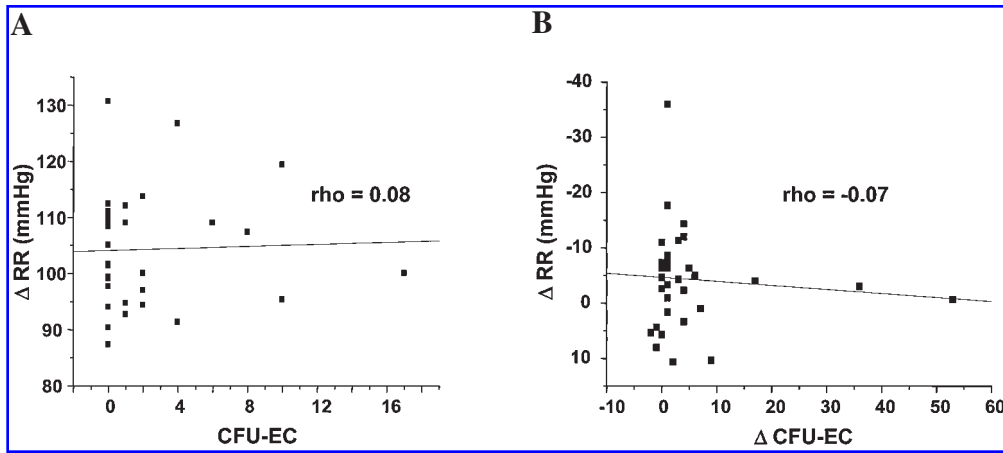 A
130
120
110
100
90
80
Δ RR (mmHg)
rho = 0.08
0 4 8 12 16
CFU-EC
B
-40
-30
-20
-10
0
10
Δ RR (mmHg)
rho = -0.07
-10 0 10 20 30 40 50 60
Δ CFU-EC